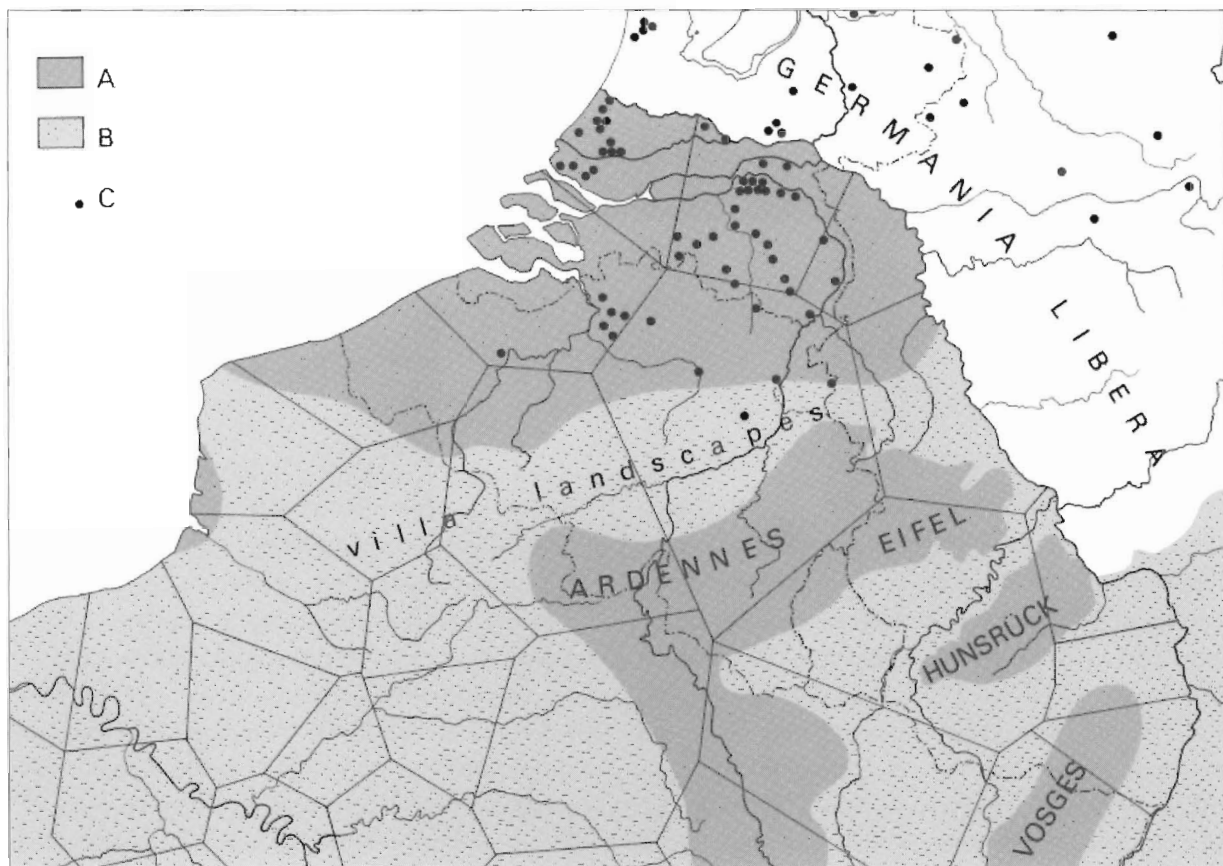 A
B
C
GERMANIA
LIBERA
villa landscapes
ARDENNES
EIFEL
HUNSRÜCK
VOSGES